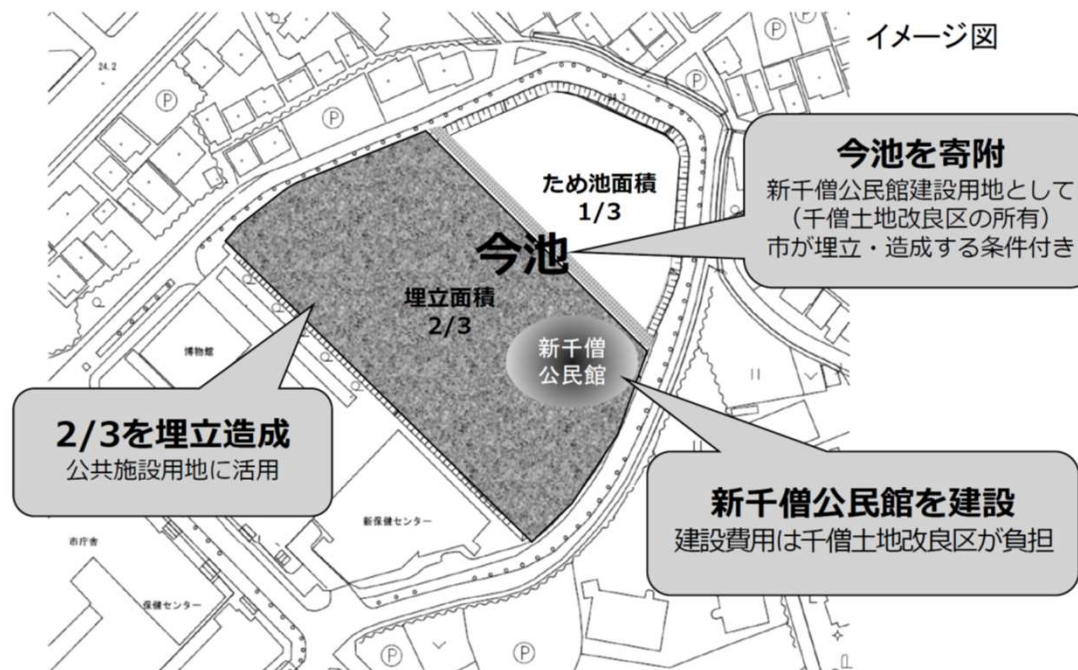 イメージ図
24.2
24.3
Ⓟ
Ⓟ
Ⓟ
Ⓟ
今池を寄附
新千僧公民館建設用地として
（千僧土地改良区の所有）
市が埋立・造成する条件付き
ため池面積
1/3
今池
埋立面積
2/3
新千僧
公民館
博物館
2/3を埋立造成
公共施設用地に活用
新千僧公民館を建設
建設費用は千僧土地改良区が負担
新保健センター
市庁舎
保健センター
Ⓟ
Ⓟ